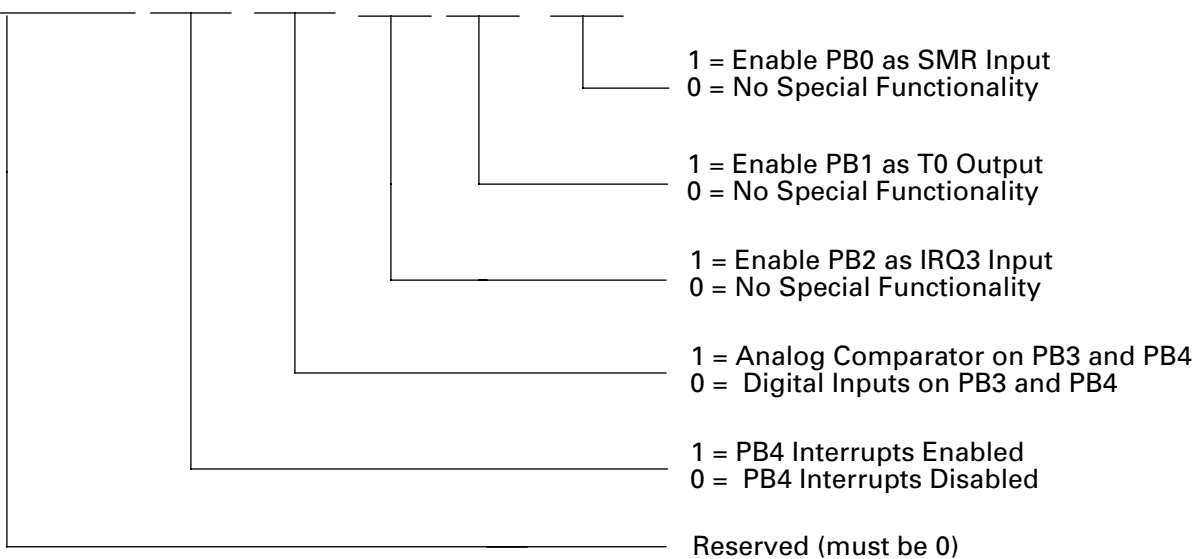 1 = Enable PB0 as SMR Input
0 = No Special Functionality
1 = Enable PB1 as T0 Output
0 = No Special Functionality
1 = Enable PB2 as IRQ3 Input
0 = No Special Functionality
1 = Analog Comparator on PB3 and PB4
0 = Digital Inputs on PB3 and PB4
1 = PB4 Interrupts Enabled
0 = PB4 Interrupts Disabled
Reserved (must be 0)